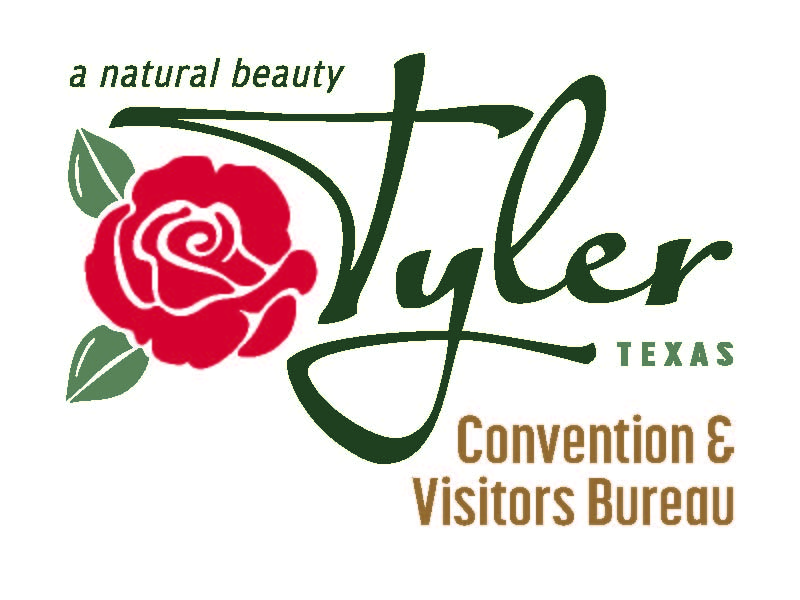 a natural beauty
Tyler
TEXAS
Convention &
Visitors Bureau